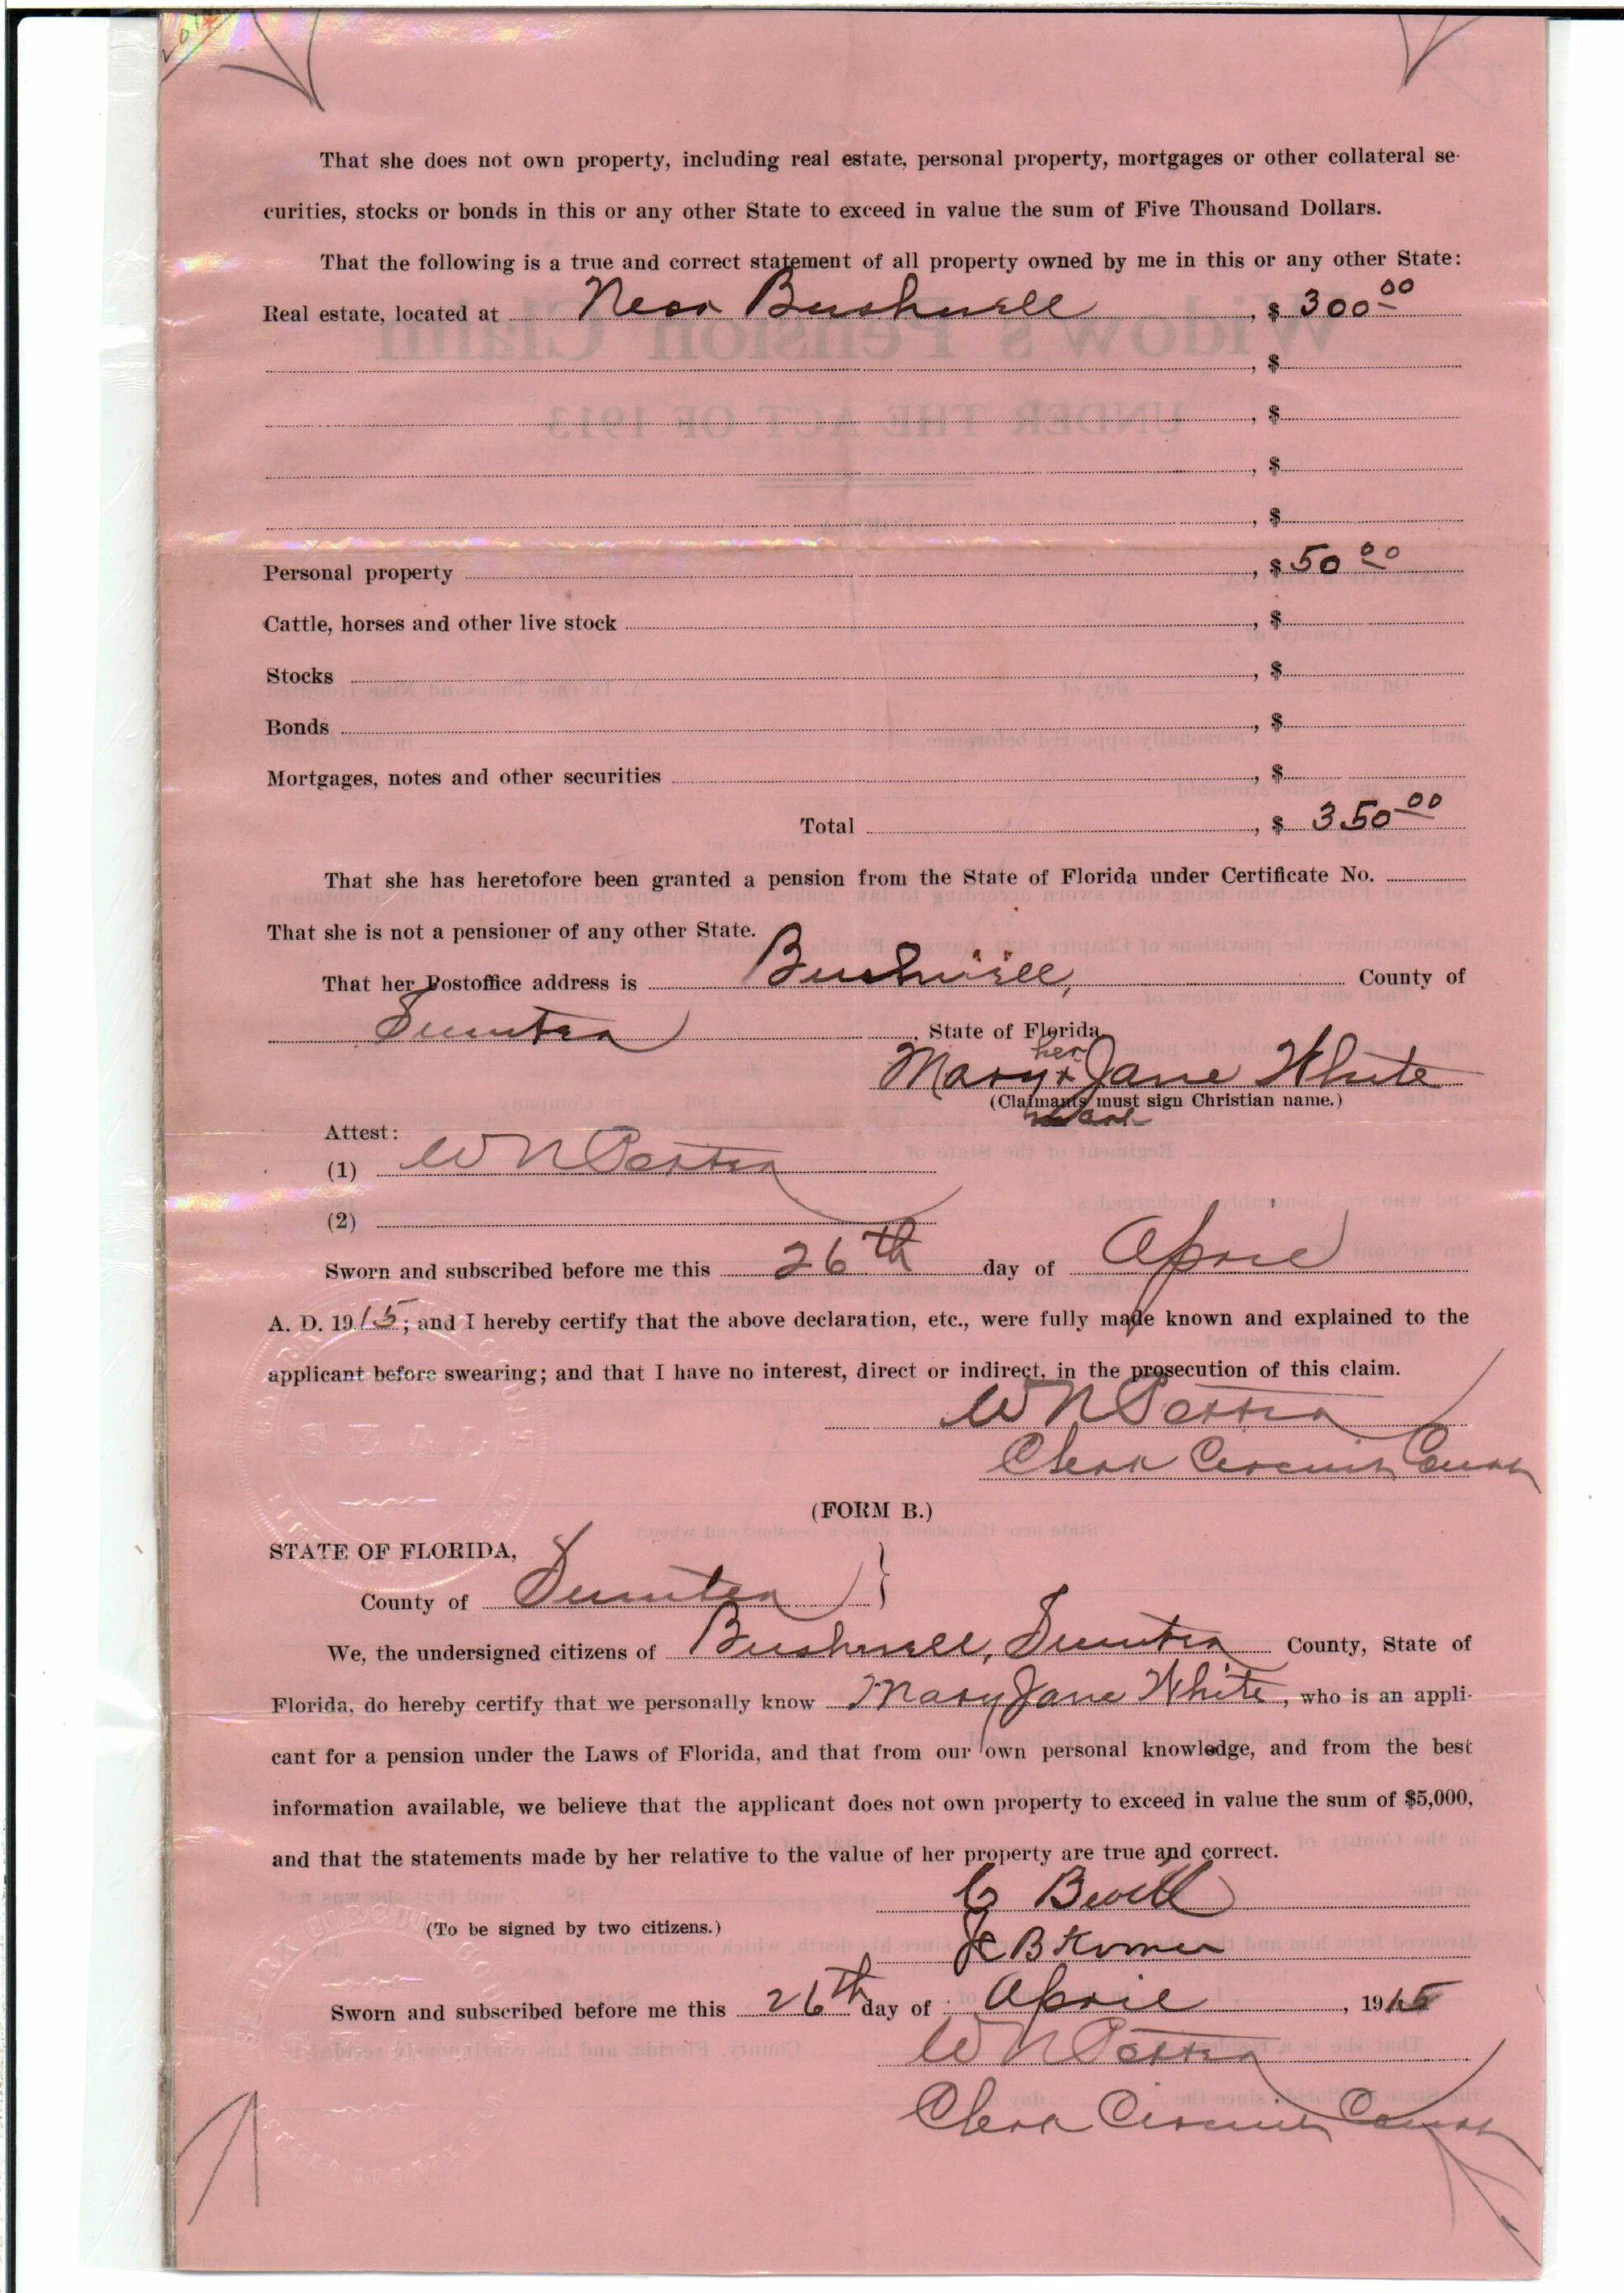 That she does not own property, including real estate, personal property, mortgages or other collateral se-
curities, stocks or bonds in this or any other State to exceed in value the sum of Five Thousand Dollars.
That the following is a true and correct statement of all property owned by me in this or any other State:
Real estate, located at Near Bushnell , $ 300 00
, $
, $
, $
, $
Personal property , $ 50 00
Cattle, horses and other live stock , $
Stocks , $
Bonds , $
Mortgages, notes and other securities , $
Total , $ 350 00
That she has heretofore been granted a pension from the State of Florida under Certificate No.
That she is not a pensioner of any other State.
That her Postoffice address is Bushnell, County of
Sumter , State of Florida.
her
Mary x Jane White
(Claimants must sign Christian name.)
mark
Attest:
(1) W N
(2)
Sworn and subscribed before me this 26th day of April
A. D. 1915; and I hereby certify that the above declaration, etc., were fully made known and explained to the
applicant before swearing; and that I have no interest, direct or indirect, in the prosecution of this claim.
W N
Clerk Circuit Court
(FORM B.)
STATE OF FLORIDA,
County of Sumter }
We, the undersigned citizens of Bushnell, Sumter County, State of
Florida, do hereby certify that we personally know Mary Jane White, who is an appli-
cant for a pension under the Laws of Florida, and that from our own personal knowledge, and from the best
information available, we believe that the applicant does not own property to exceed in value the sum of $5,000,
and that the statements made by her relative to the value of her property are true and correct.
(To be signed by two citizens.)
Sworn and subscribed before me this 26th day of April , 1915
W N
Clerk Circuit Court